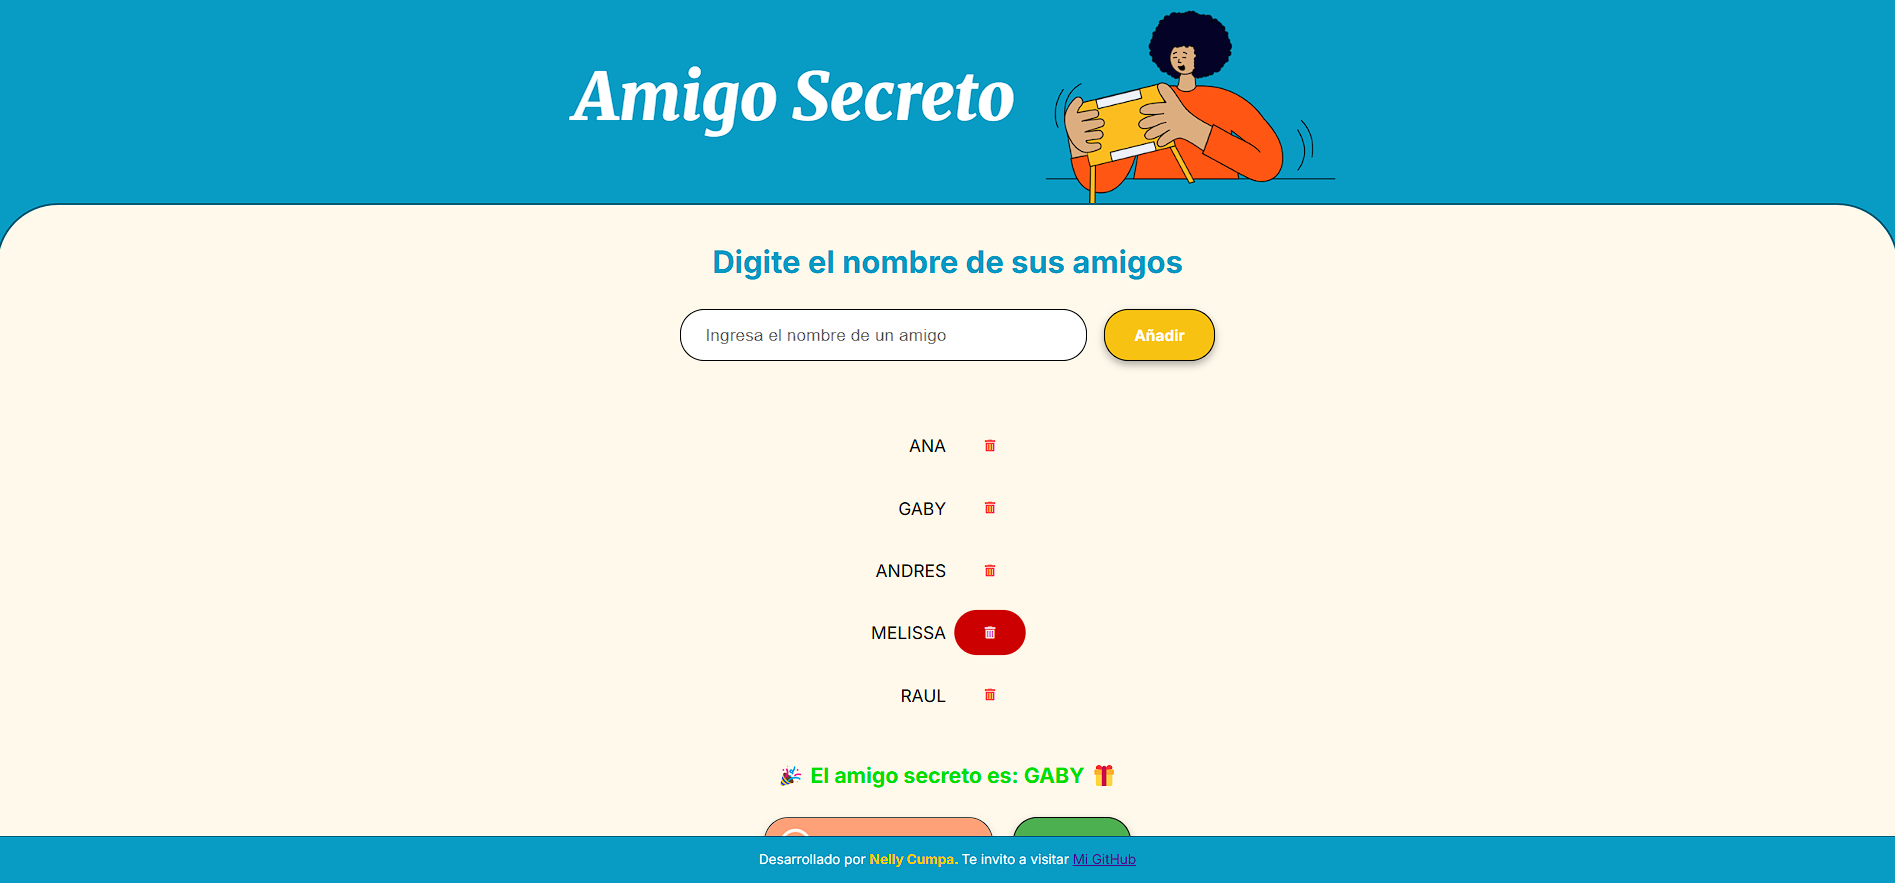 Amigo Secreto
Digite el nombre de sus amigos
Ingresa el nombre de un amigo
Añadir
ANA
GABY
ANDRES
MELISSA
RAUL
🎉 El amigo secreto es: GABY 🎁
Desarrollado por Nelly Cumpa. Te invito a visitar Mi GitHub